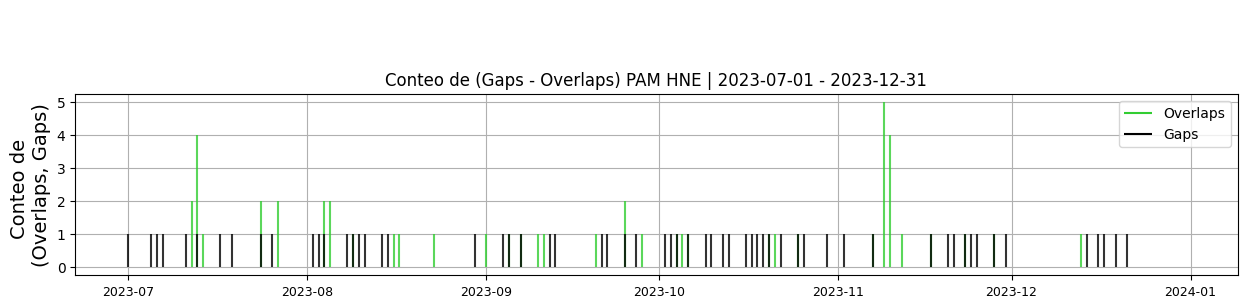 Conteo de (Gaps - Overlaps) PAM HNE | 2023-07-01 - 2023-12-31
Conteo de
(Overlaps, Gaps)
5
4
3
2
1
0
Overlaps
Gaps
2023-07
2023-08
2023-09
2023-10
2023-11
2023-12
2024-01